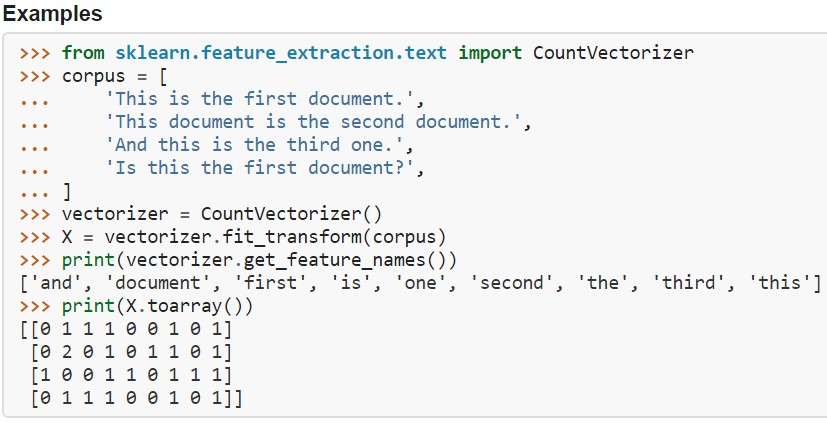 Examples
>>> from sklearn.feature_extraction.text import CountVectorizer
>>> corpus = [
...     'This is the first document.',
...     'This document is the second document.',
...     'And this is the third one.',
...     'Is this the first document?',
... ]
>>> vectorizer = CountVectorizer()
>>> X = vectorizer.fit_transform(corpus)
>>> print(vectorizer.get_feature_names())
['and', 'document', 'first', 'is', 'one', 'second', 'the', 'third', 'this']
>>> print(X.toarray())
[[0 1 1 1 0 0 1 0 1]
 [0 2 0 1 0 1 1 0 1]
 [1 0 0 1 1 0 1 1 1]
 [0 1 1 1 0 0 1 0 1]]